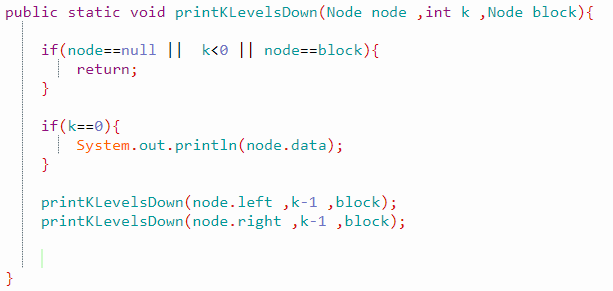 public static void printKLevelsDown(Node node ,int k ,Node block){
if(node==null ||  k<0 || node==block){
return;
}
if(k==0){
System.out.println(node.data);
}
printKLevelsDown(node.left ,k-1 ,block);
printKLevelsDown(node.right ,k-1 ,block);
}